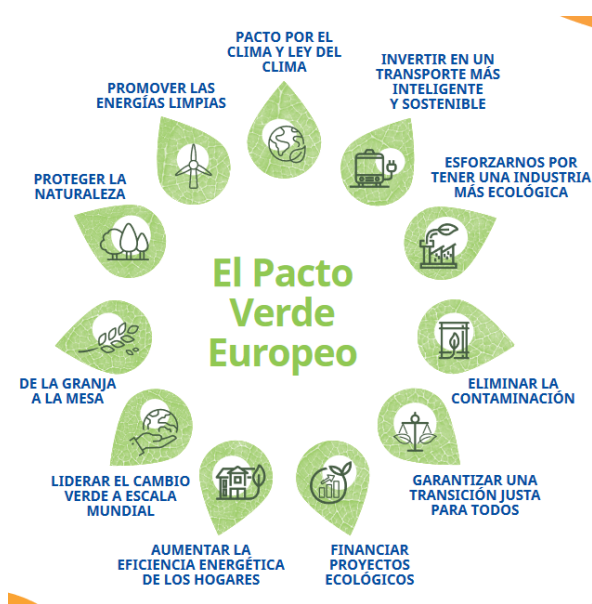 PACTO POR EL
CLIMA Y LEY DEL
CLIMA
INVERTIR EN UN
TRANSPORTE MÁS
INTELIGENTE
Y SOSTENIBLE
PROMOVER LAS
ENERGÍAS LIMPIAS
ESFORZARNOS POR
TENER UNA INDUSTRIA
MÁS ECOLÓGICA
PROTEGER LA
NATURALEZA
El Pacto
Verde
Europeo
DE LA GRANJA
A LA MESA
ELIMINAR LA
CONTAMINACIÓN
LIDERAR EL CAMBIO
VERDE A ESCALA
MUNDIAL
GARANTIZAR UNA
TRANSICIÓN JUSTA
PARA TODOS
AUMENTAR LA
EFICIENCIA ENERGÉTICA
DE LOS HOGARES
FINANCIAR
PROYECTOS
ECOLÓGICOS